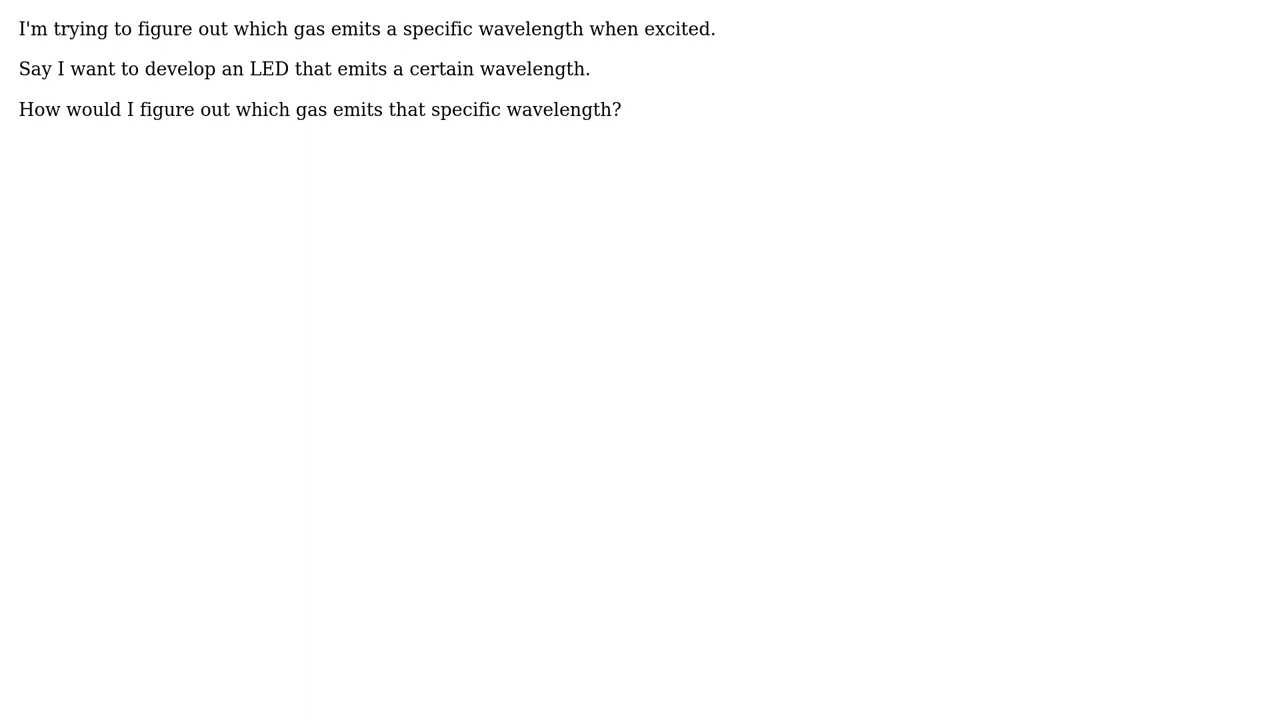 I'm trying to figure out which gas emits a specific wavelength when excited.
Say I want to develop an LED that emits a certain wavelength.
How would I figure out which gas emits that specific wavelength?